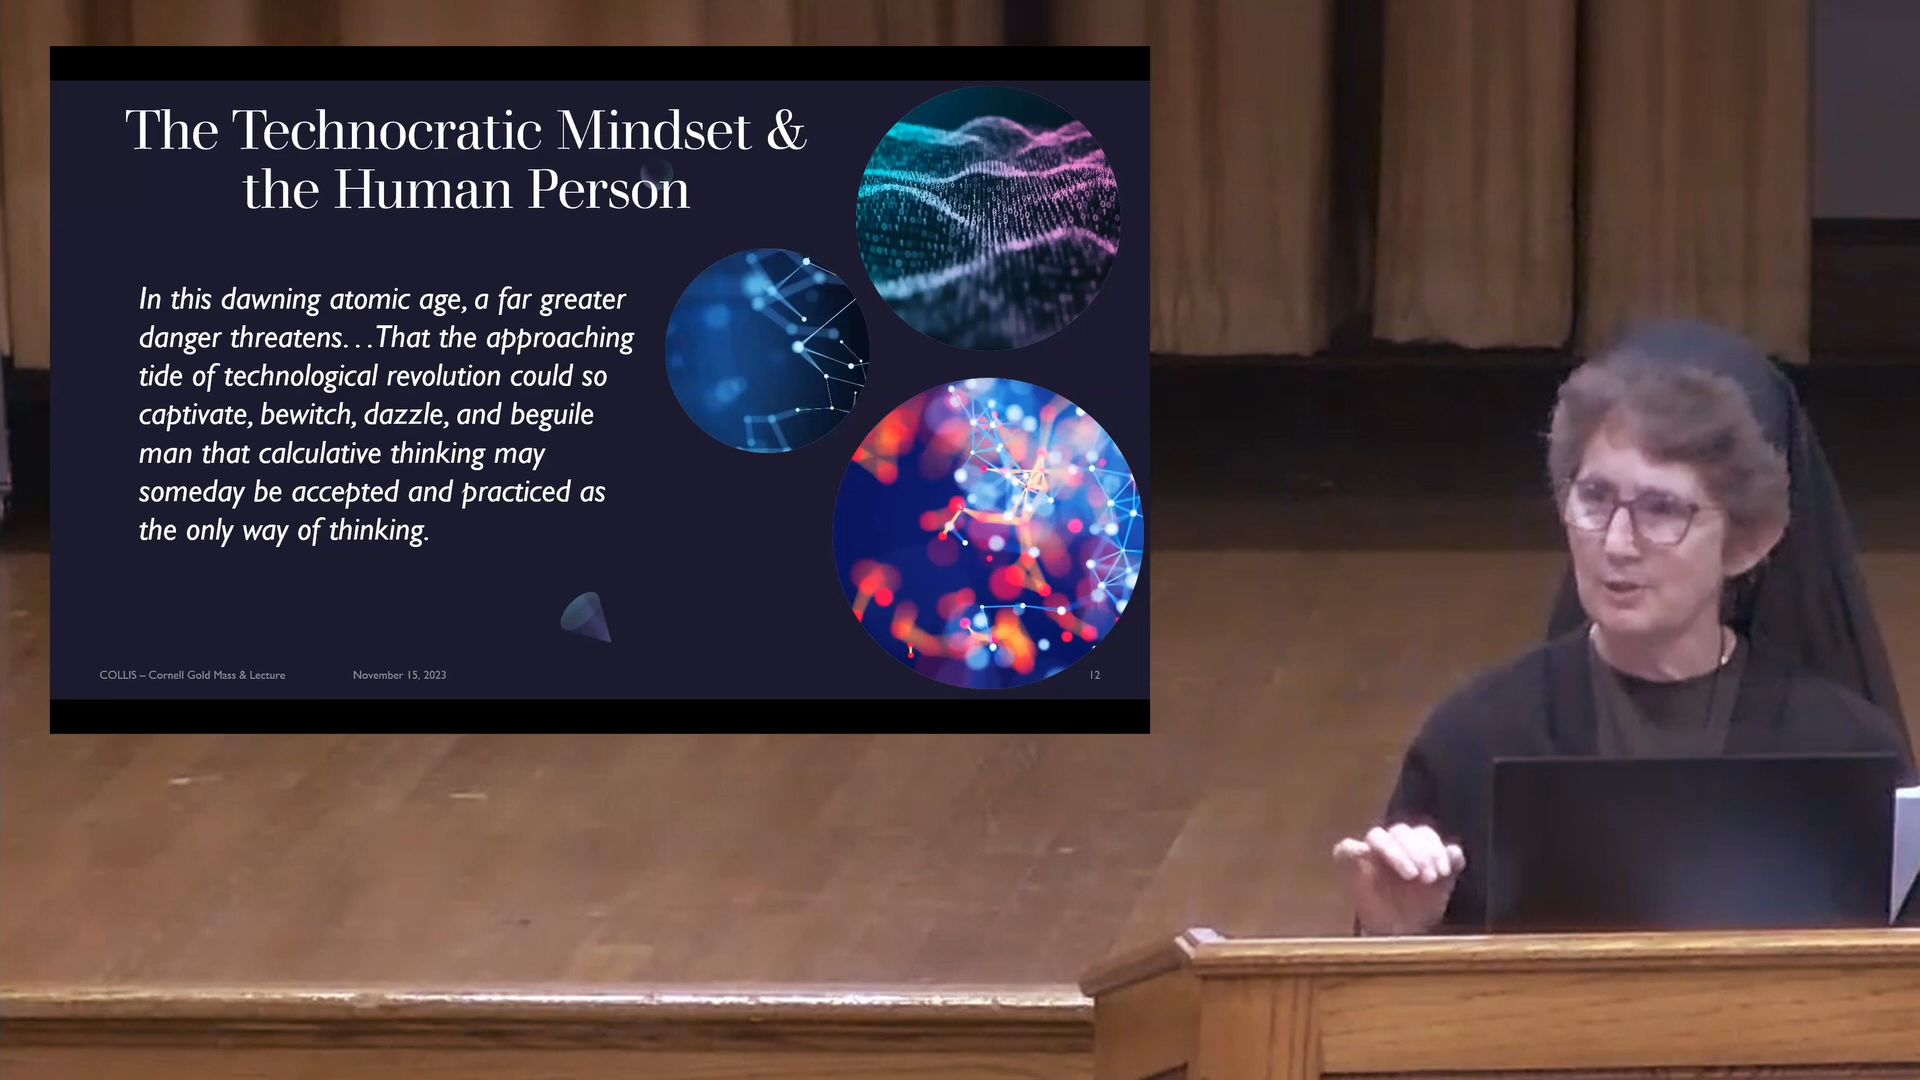 The Technocratic Mindset &
the Human Person
In this dawning atomic age, a far greater
danger threatens…That the approaching
tide of technological revolution could so
captivate, bewitch, dazzle, and beguile
man that calculative thinking may
someday be accepted and practiced as
the only way of thinking.
COLLIS – Cornell Gold Mass & Lecture
November 15, 2023
12